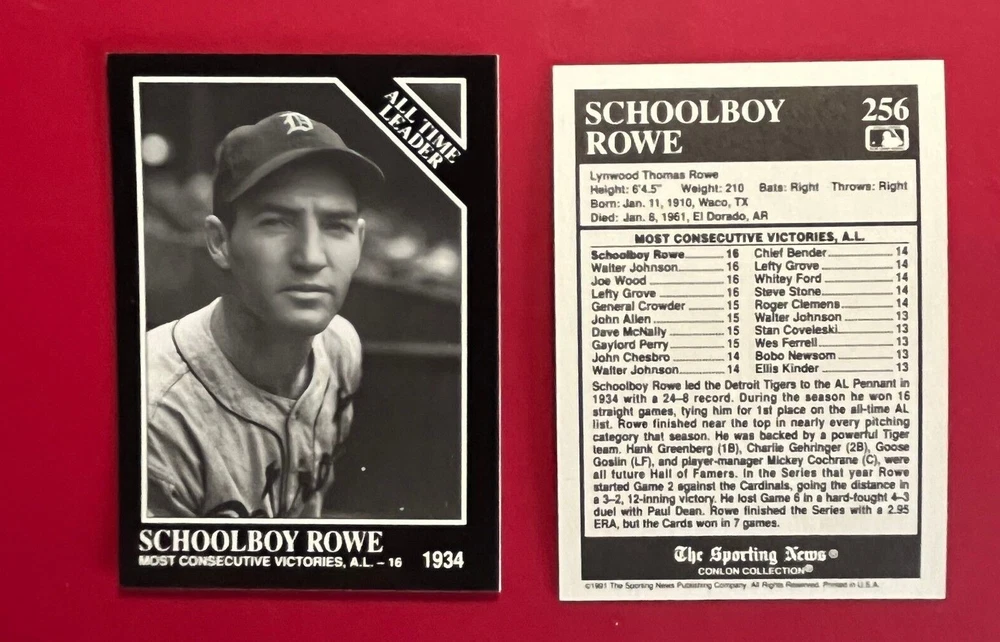 D
ALL TIME
LEADER
SCHOOLBOY ROWE
MOST CONSECUTIVE VICTORIES, A.L. – 16 1934
SCHOOLBOY 256
ROWE
Lynwood Thomas Rowe
Height: 6'4.5" Weight: 210 Bats: Right Throws: Right
Born: Jan. 11, 1910, Waco, TX
Died: Jan. 8, 1961, El Dorado, AR
MOST CONSECUTIVE VICTORIES, A.L.
Schoolboy Rowe 16 Chief Bender 14
Walter Johnson 16 Lefty Grove 14
Joe Wood 16 Whitey Ford 14
Lefty Grove 16 Steve Stone 14
General Crowder 15 Roger Clemens 14
John Allen 15 Walter Johnson 13
Dave McNally 15 Stan Coveleski 13
Gaylord Perry 15 Wes Ferrell 13
John Chesbro 14 Bobo Newsom 13
Walter Johnson 14 Ellis Kinder 13
Schoolboy Rowe led the Detroit Tigers to the AL Pennant in
1934 with a 24–8 record. During the season he won 16
straight games, tying him for 1st place on the all-time AL
list. Rowe finished near the top in nearly every pitching
category that season. He was backed by a powerful Tiger
team. Hank Greenberg (1B), Charlie Gehringer (2B), Goose
Goslin (LF), and player-manager Mickey Cochrane (C), were
all future Hall of Famers. In the Series that year Rowe
started Game 2 against the Cardinals, going the distance in
a 3–2, 12-inning victory. He lost Game 6 in a hard-fought 4–3
duel with Paul Dean. Rowe finished the Series with a 2.95
ERA, but the Cards won in 7 games.
The Sporting News®
CONLON COLLECTION®
©1991 The Sporting News Publishing Company. All Rights Reserved. Printed in U.S.A.